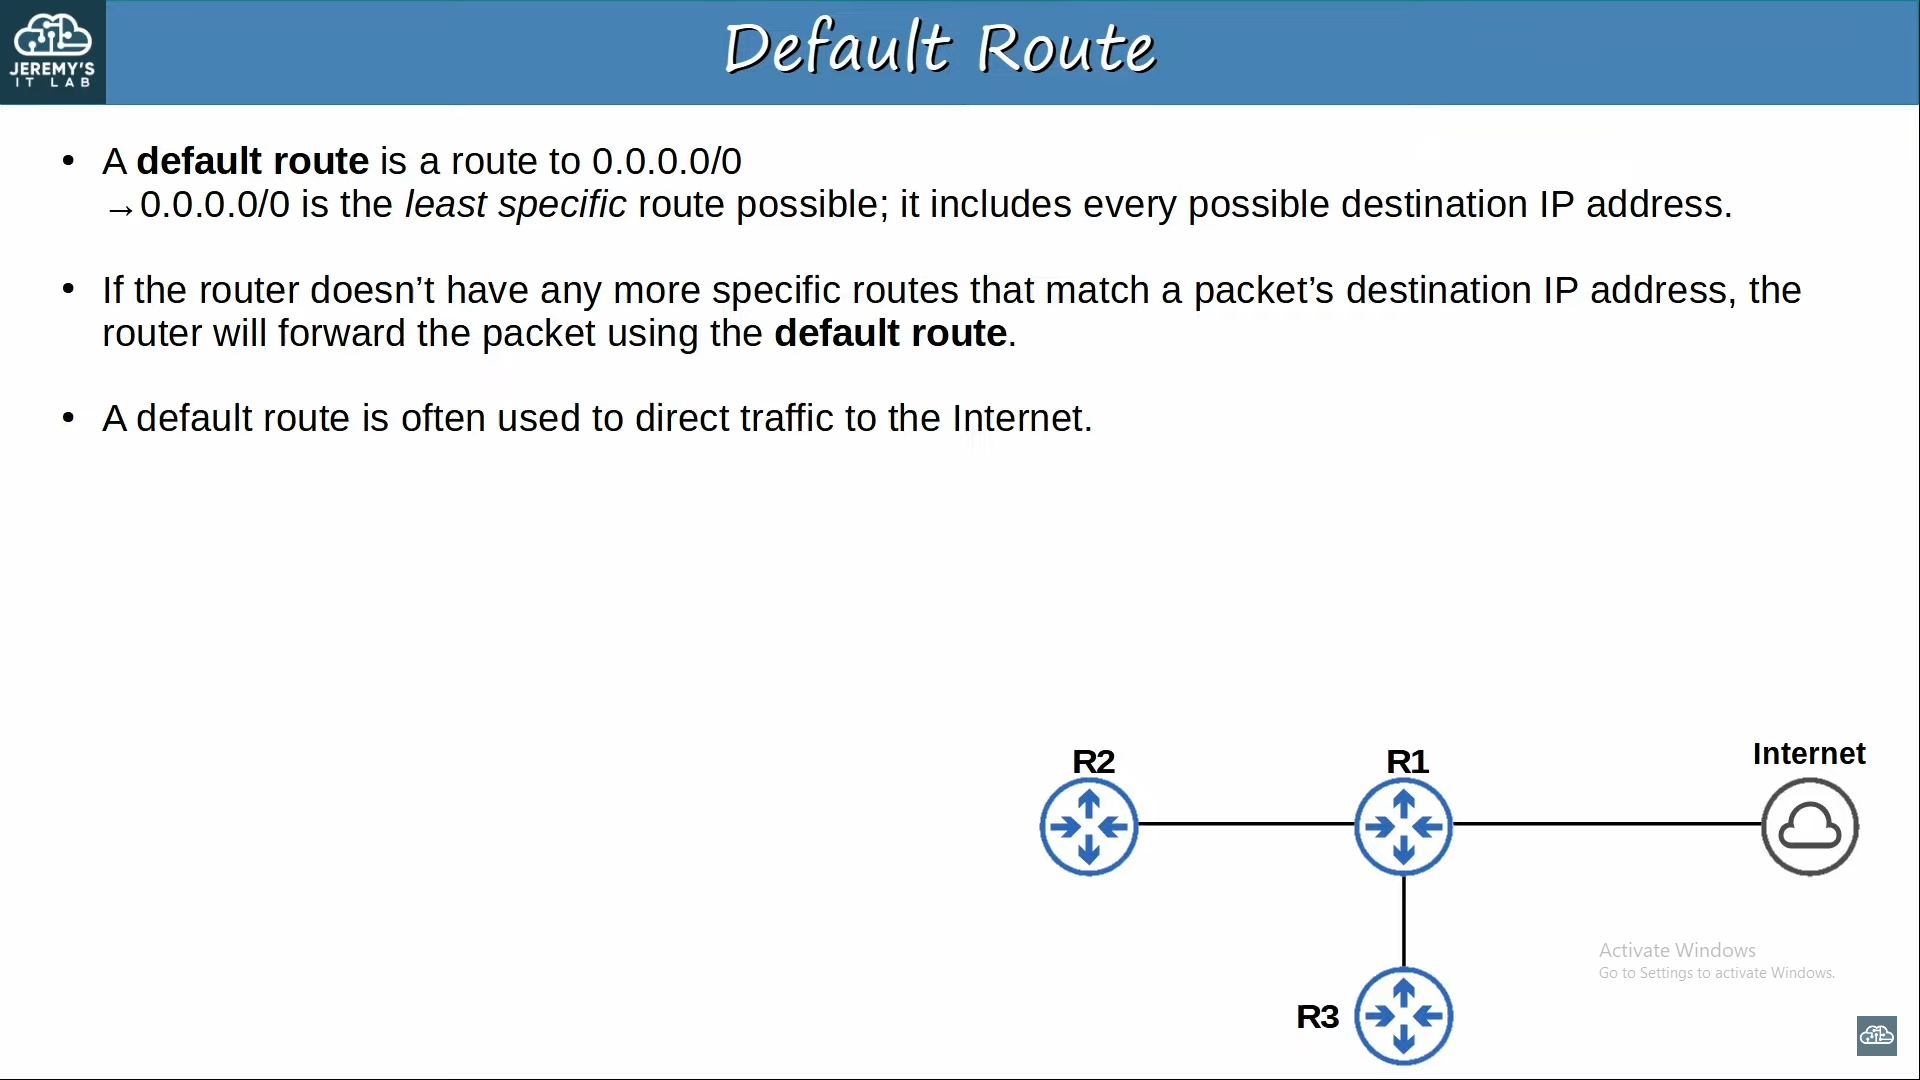 JEREMY'S
IT LAB
Default Route
• A default route is a route to 0.0.0.0/0
→0.0.0.0/0 is the least specific route possible; it includes every possible destination IP address.
• If the router doesn’t have any more specific routes that match a packet’s destination IP address, the
router will forward the packet using the default route.
• A default route is often used to direct traffic to the Internet.
R2
R1
Internet
Activate Windows
Go to Settings to activate Windows.
R3